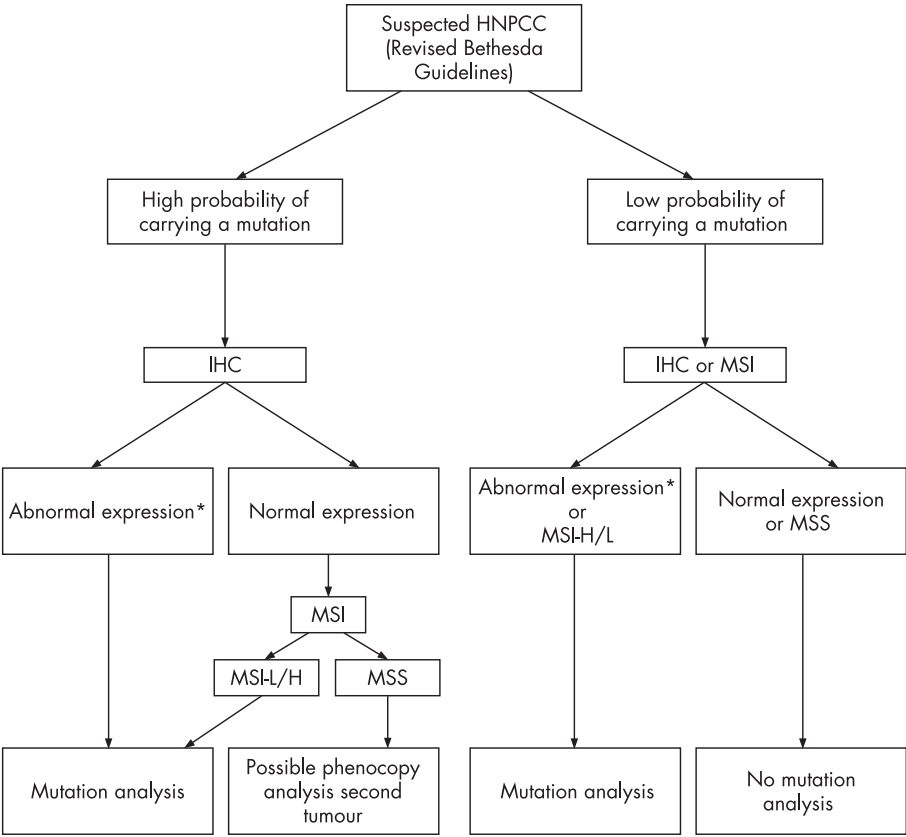 Suspected HNPCC
(Revised Bethesda
Guidelines)
High probability of
carrying a mutation
Low probability of
carrying a mutation
IHC
IHC or MSI
Abnormal expression*
Normal expression
Abnormal expression*
or
MSI-H/L
Normal expression
or MSS
MSI
MSI-L/H
MSS
Mutation analysis
Possible phenocopy
analysis second
tumour
Mutation analysis
No mutation
analysis